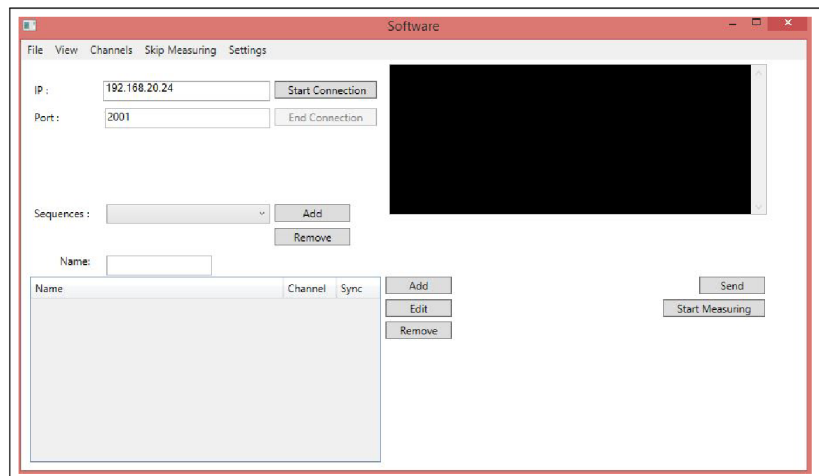 Software
File View Channels Skip Measuring Settings
IP : 192.168.20.24 Start Connection
Port : 2001 End Connection
Sequences : Add
Remove
Name:
Name Channel Sync Add Send
Edit Start Measuring
Remove